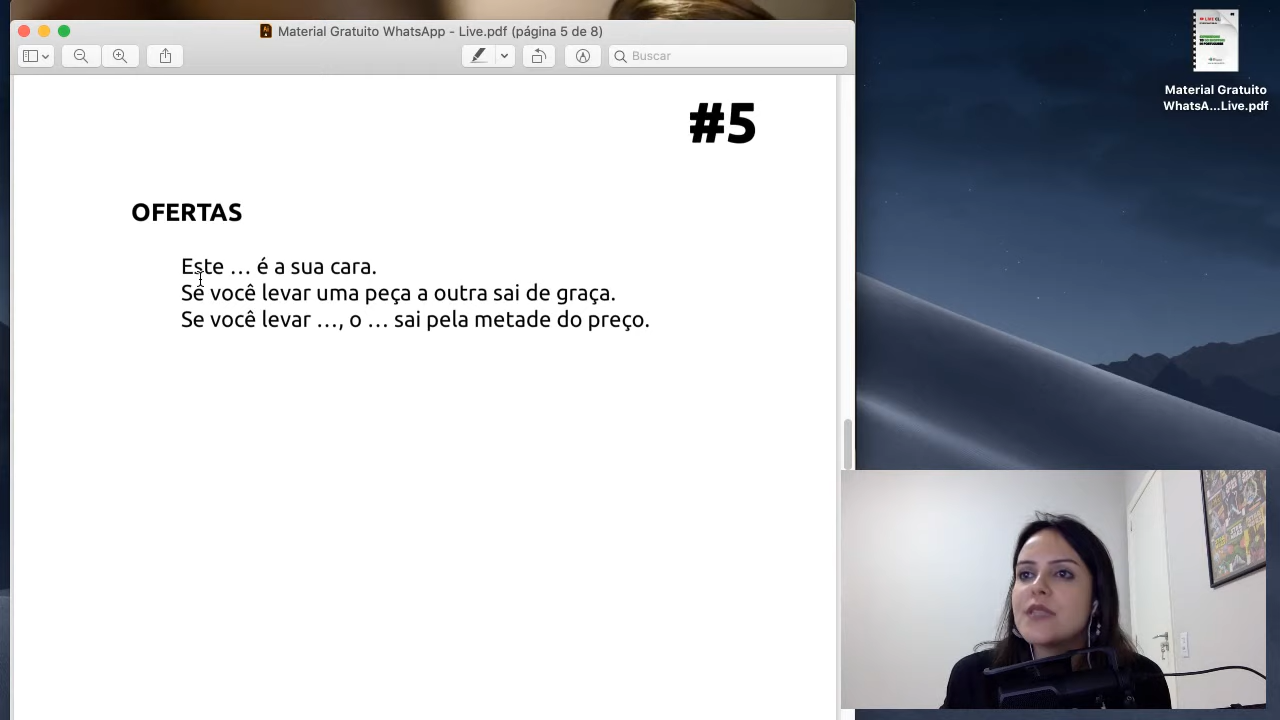 Material Gratuito WhatsApp - Live.pdf (página 5 de 8)
Buscar
#5
OFERTAS
Este … é a sua cara.
Se você levar uma peça a outra sai de graça.
Se você levar …, o … sai pela metade do preço.
Material Gratuito
WhatsA...Live.pdf